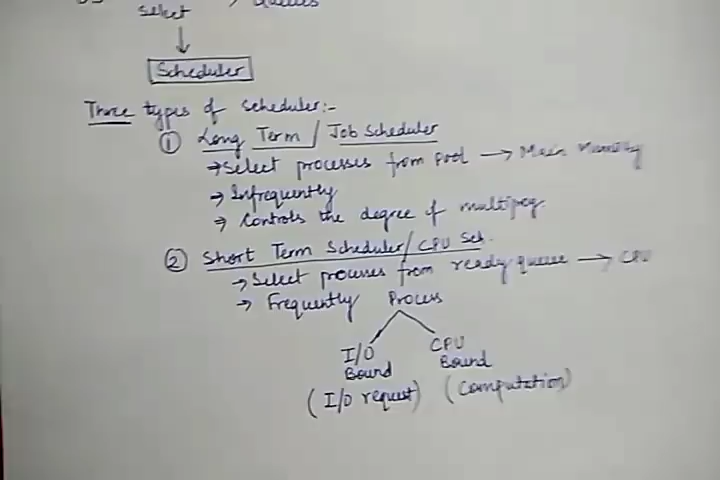 Select → Queues
Scheduler
Three types of Scheduler:-
① Long Term / Job Scheduler
→ Select processes from pool → Main Memory
→ Infrequently
→ Controls the degree of multiprog.
② Short Term Scheduler/ CPU Sch.
→ Select processes from ready queue → CPU
→ Frequently
Process
I/O Bound
CPU Bound
(I/O request)
(Computation)